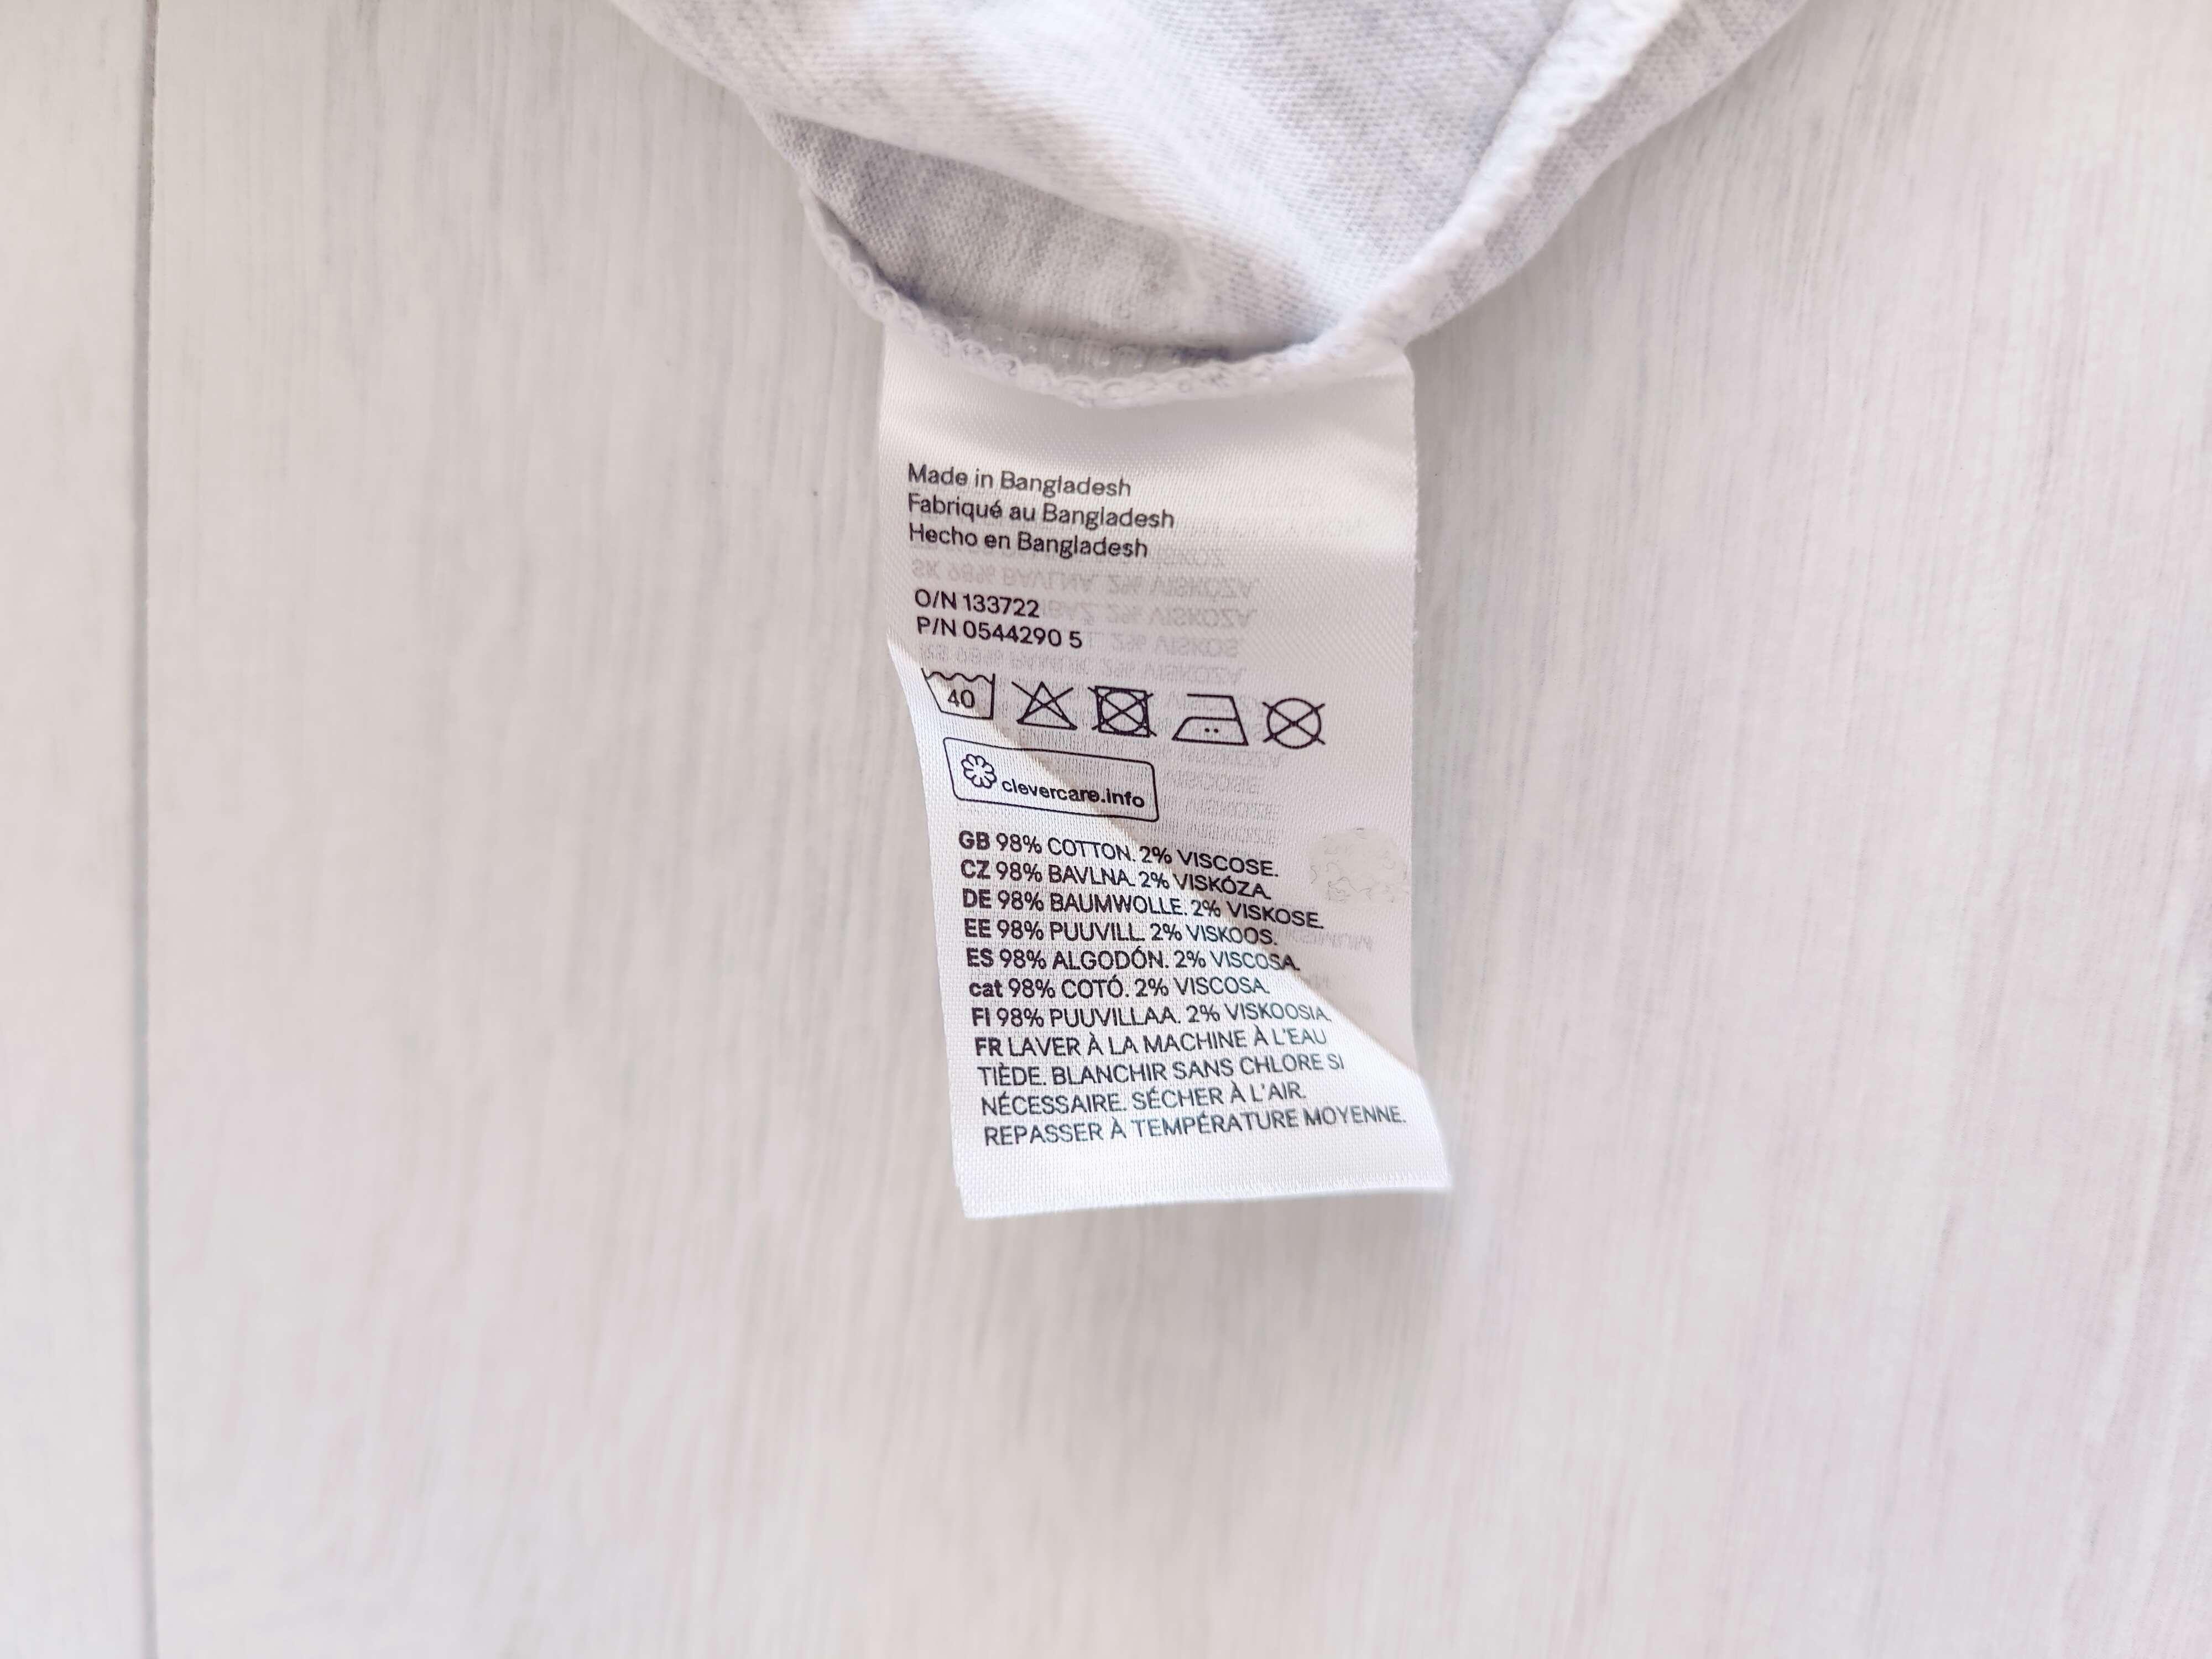 Made in Bangladesh
Fabriqué au Bangladesh
Hecho en Bangladesh
O/N 133722
P/N 0544290 5
40
clevercare.info
GB 98% COTTON. 2% VISCOSE.
CZ 98% BAVLNA. 2% VISKÓZA.
DE 98% BAUMWOLLE. 2% VISKOSE.
EE 98% PUUVILL. 2% VISKOOS.
ES 98% ALGODÓN. 2% VISCOSA.
cat 98% COTÓ. 2% VISCOSA.
FI 98% PUUVILLAA. 2% VISKOOSIA.
FR LAVER À LA MACHINE À L'EAU
TIÈDE. BLANCHIR SANS CHLORE SI
NÉCESSAIRE. SÉCHER À L'AIR.
REPASSER À TEMPÉRATURE MOYENNE.